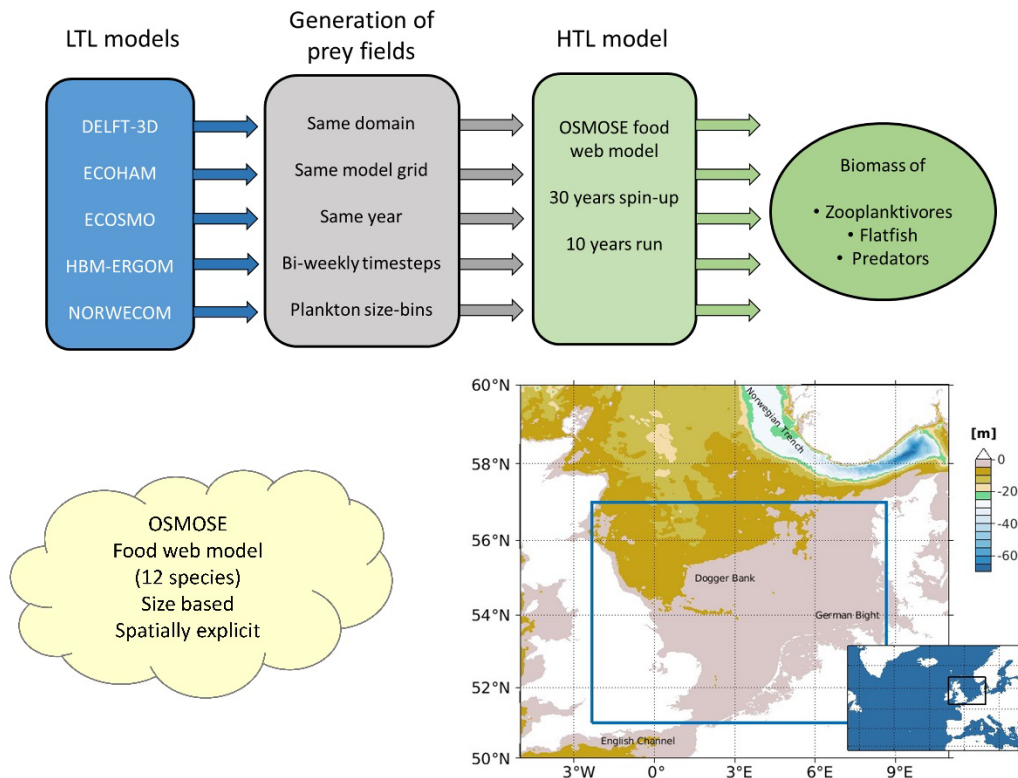 LTL models
Generation of
prey fields
HTL model
DELFT-3D
ECOHAM
ECOSMO
HBM-ERGOM
NORWECOM
Same domain
Same model grid
Same year
Bi-weekly timesteps
Plankton size-bins
OSMOSE food
web model
30 years spin-up
10 years run
Biomass of
• Zooplanktivores
• Flatfish
• Predators
OSMOSE
Food web model
(12 species)
Size based
Spatially explicit
60°N
58°N
56°N
54°N
52°N
50°N
3°W
0°
3°E
6°E
9°E
Norwegian Trench
Dogger Bank
German Bight
English Channel
[m]
0
−20
−40
−60